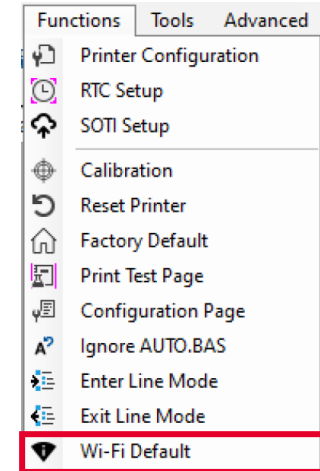 Functions Tools Advanced
Printer Configuration
RTC Setup
SOTI Setup
Calibration
Reset Printer
Factory Default
Print Test Page
Configuration Page
Ignore AUTO.BAS
Enter Line Mode
Exit Line Mode
Wi-Fi Default